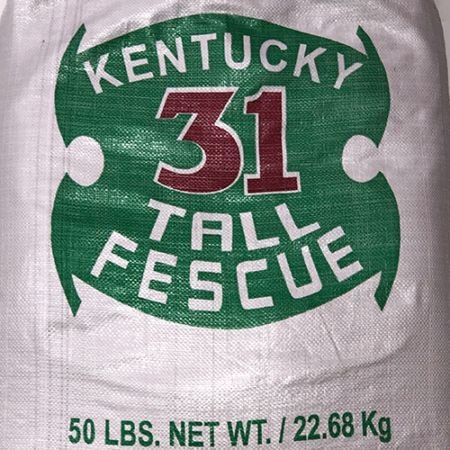 KENTUCKY
31
TALL
FESCUE
50 LBS. NET WT. / 22.68 Kg